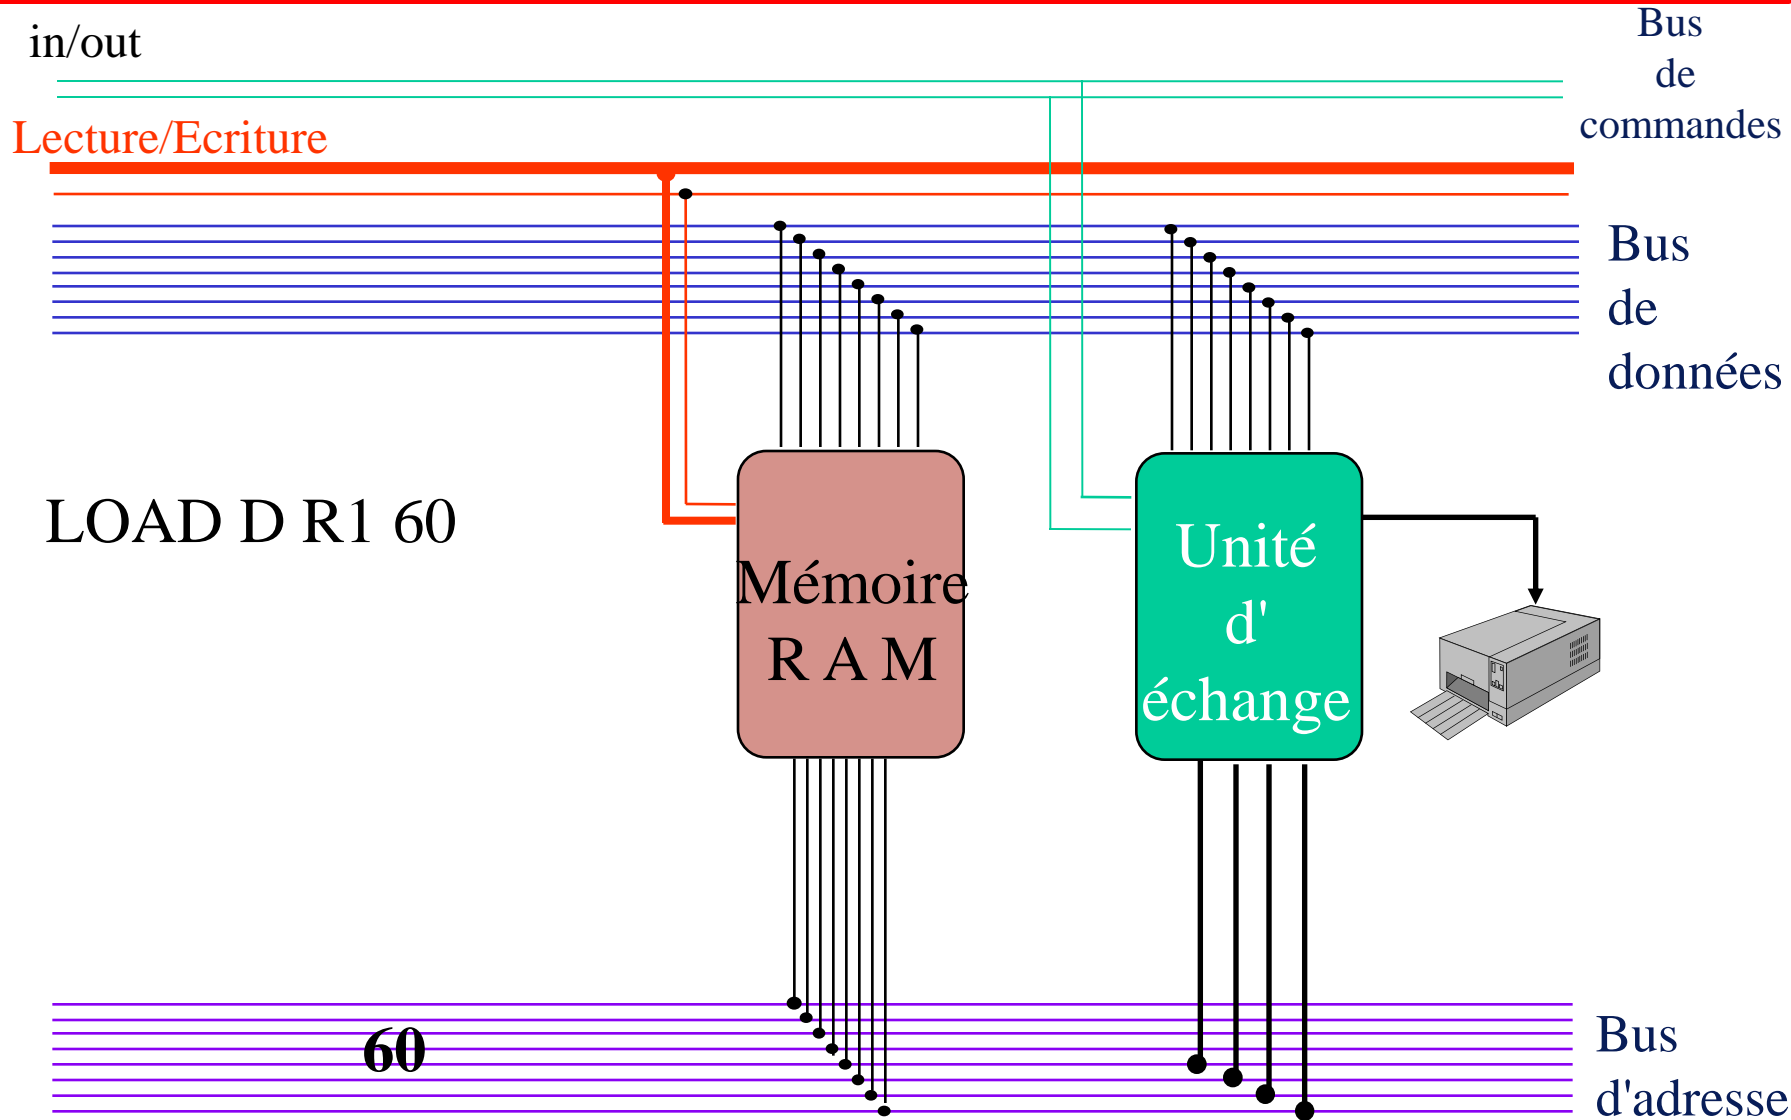 in/out
Bus
de
commandes
Lecture/Ecriture
Bus
de
données
LOAD D R1 60
Mémoire
R A M
Unité
d'
échange
60
Bus
d'adresse